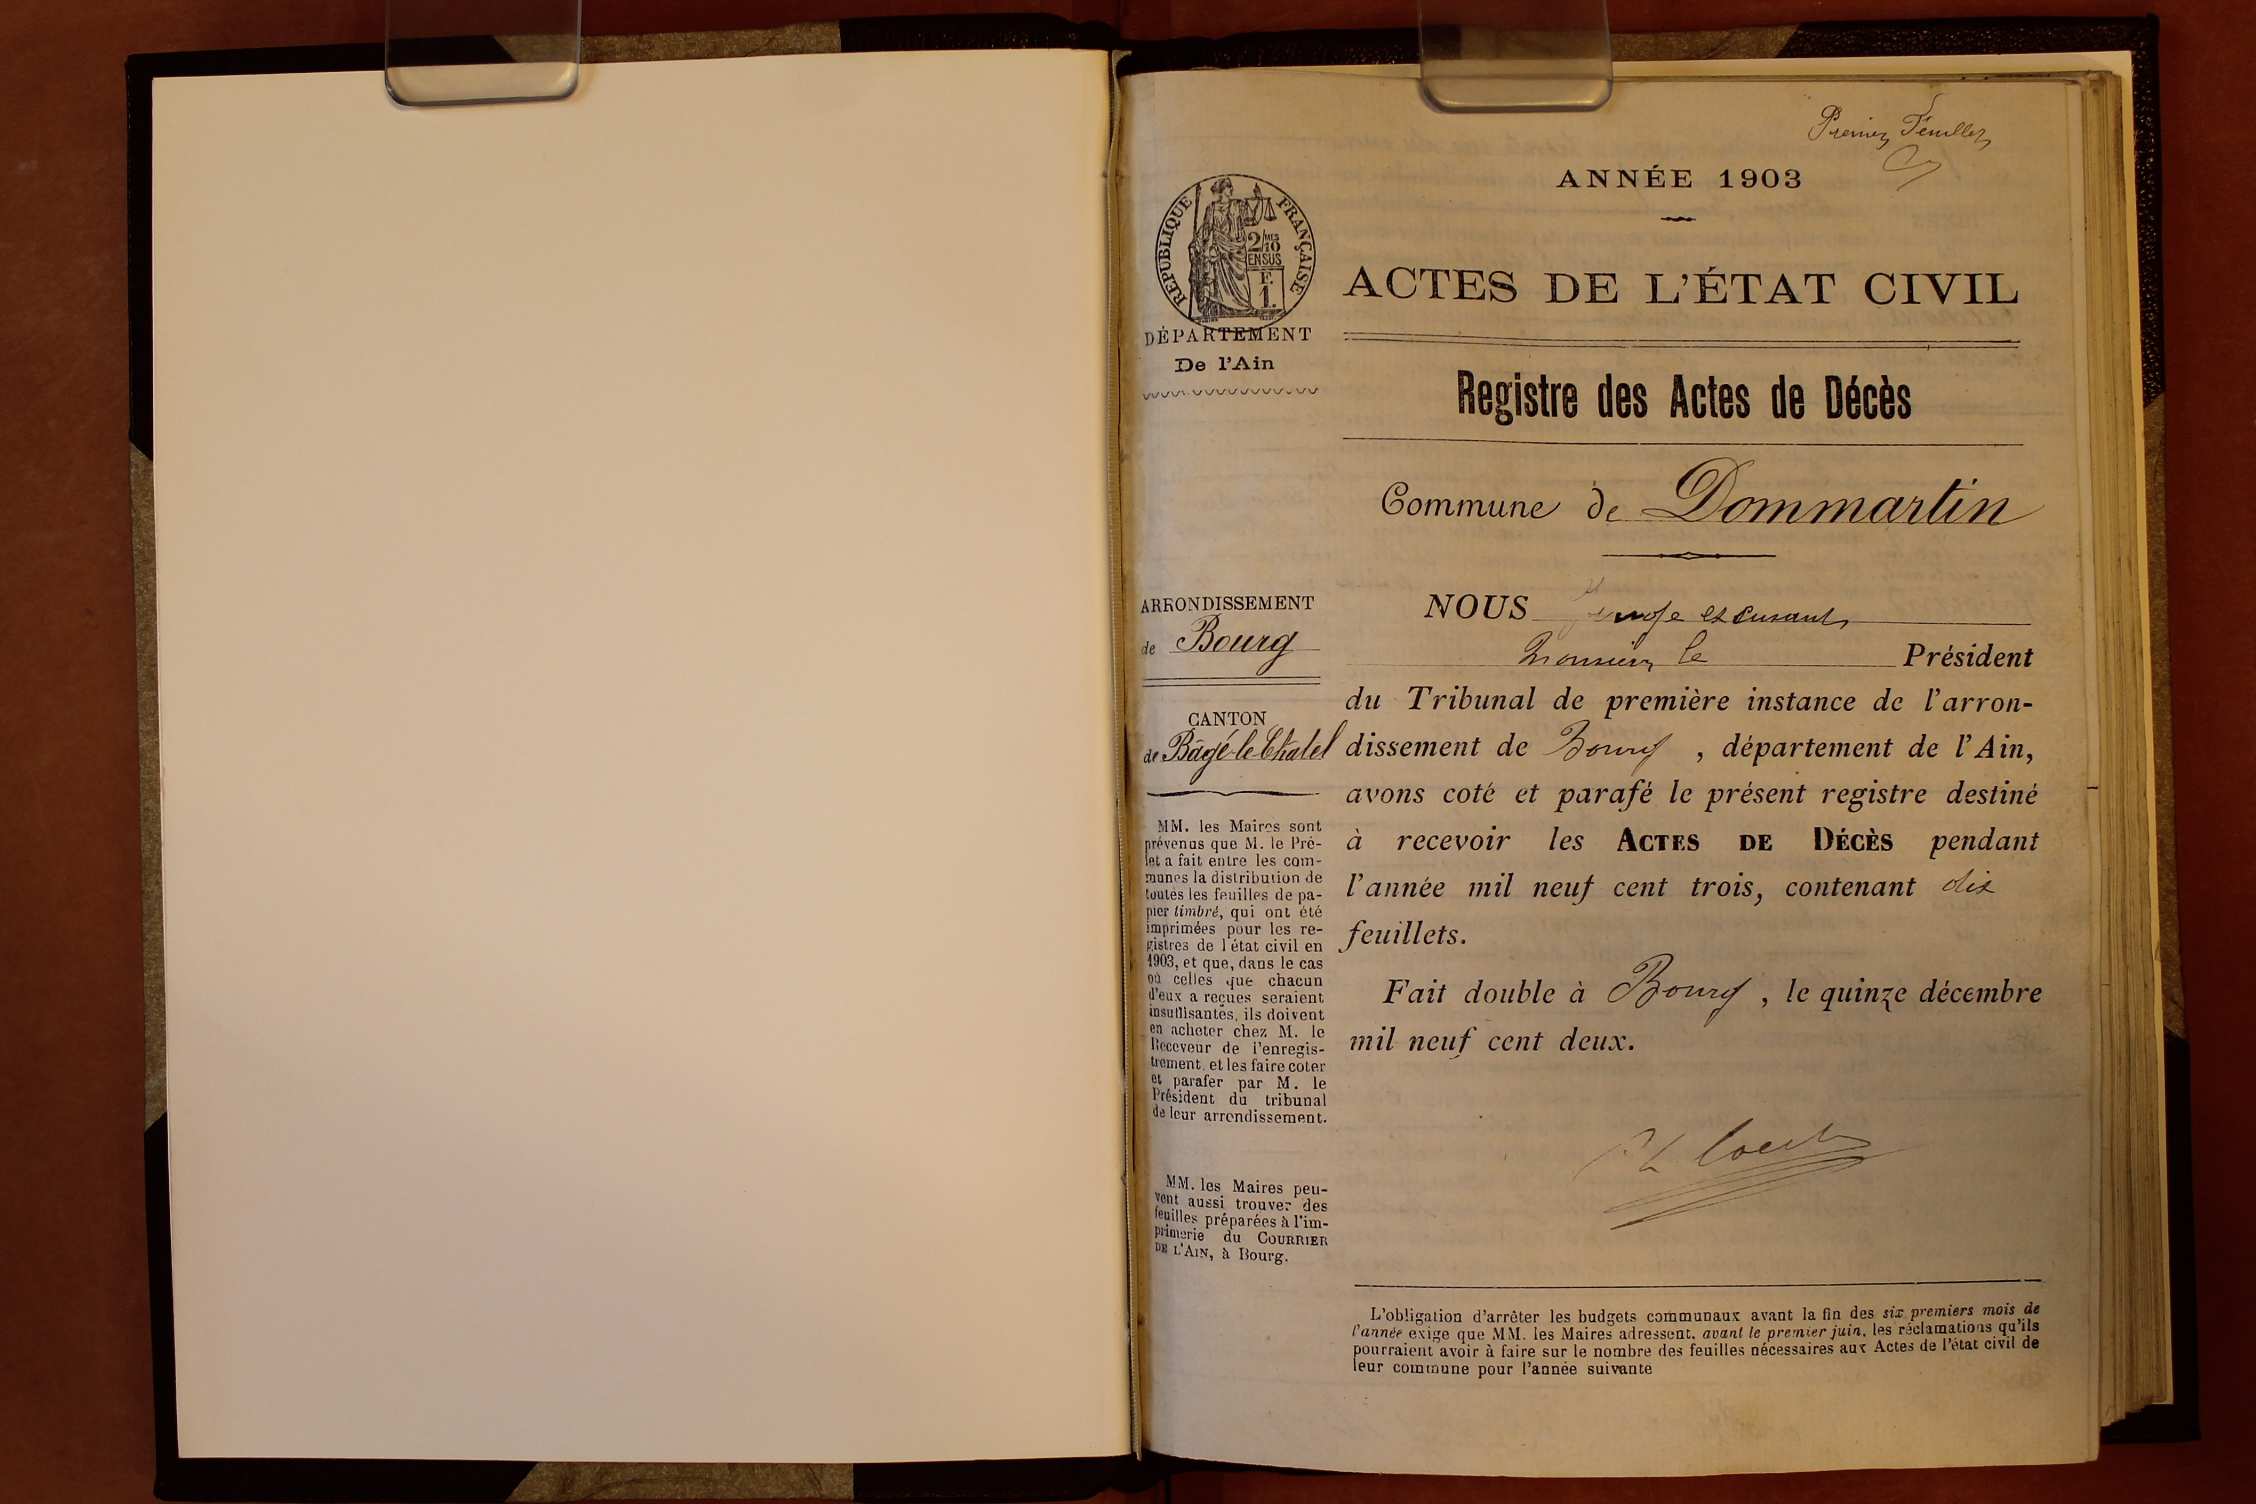 Premier Feuillet
ANNÉE 1903
RÉPUBLIQUE FRANÇAISE
2/10 MES
EN SUS
F.
1.
DÉPARTEMENT
De l'Ain
ACTES DE L'ÉTAT CIVIL
Registre des Actes de Décès
Commune de Dommartin
ARRONDISSEMENT
de Bourg
CANTON
de Bâgé-le-Châtel
MM. les Maires sont
prévenus que M. le Pré-
fet a fait entre les com-
munes la distribution de
toutes les feuilles de pa-
pier timbré, qui ont été
imprimées pour les re-
gistres de l'état civil en
1903, et que, dans le cas
où celles que chacun
d'eux a reçues seraient
insuffisantes, ils doivent
en acheter chez M. le
Receveur de l'enregis-
trement, et les faire coter
et parafer par M. le
Président du tribunal
de leur arrondissement.
MM. les Maires peu-
vent aussi trouver des
feuilles préparées à l'im-
primerie du COURRIER
DE L'AIN, à Bourg.
NOUS
Monsieur le Président
du Tribunal de première instance de l'arron-
dissement de Bourg, département de l'Ain,
avons coté et parafé le présent registre destiné
à recevoir les ACTES DE DÉCÈS pendant
l'année mil neuf cent trois, contenant dix
feuillets.
Fait double à Bourg, le quinze décembre
mil neuf cent deux.
L'obligation d'arrêter les budgets communaux avant la fin des six premiers mois de
l'année exige que MM. les Maires adressent, avant le premier juin, les réclamations qu'ils
pourraient avoir à faire sur le nombre des feuilles nécessaires aux Actes de l'état civil de
leur commune pour l'année suivante